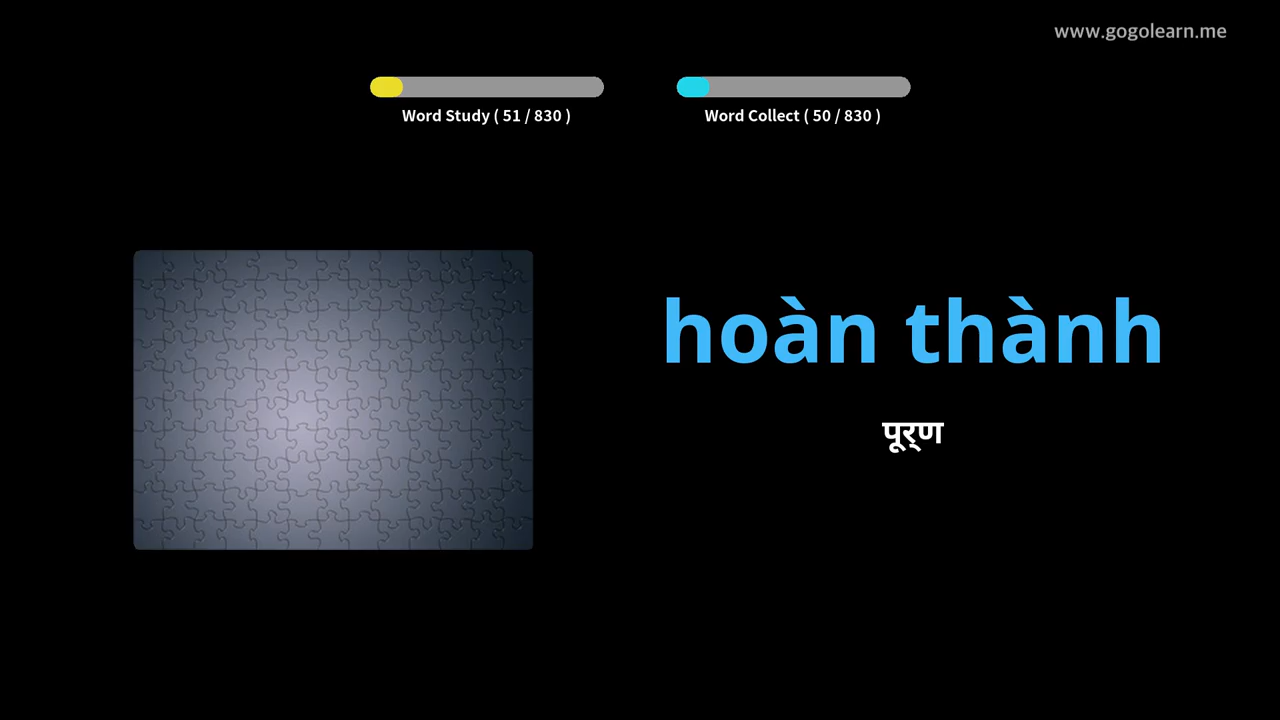 www.gogolearn.me
Word Study ( 51 / 830 )
Word Collect ( 50 / 830 )
hoàn thành
पूर्ण